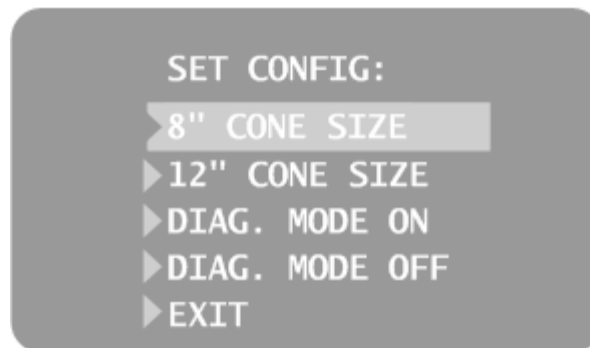 SET CONFIG:
8" CONE SIZE
12" CONE SIZE
DIAG. MODE ON
DIAG. MODE OFF
EXIT